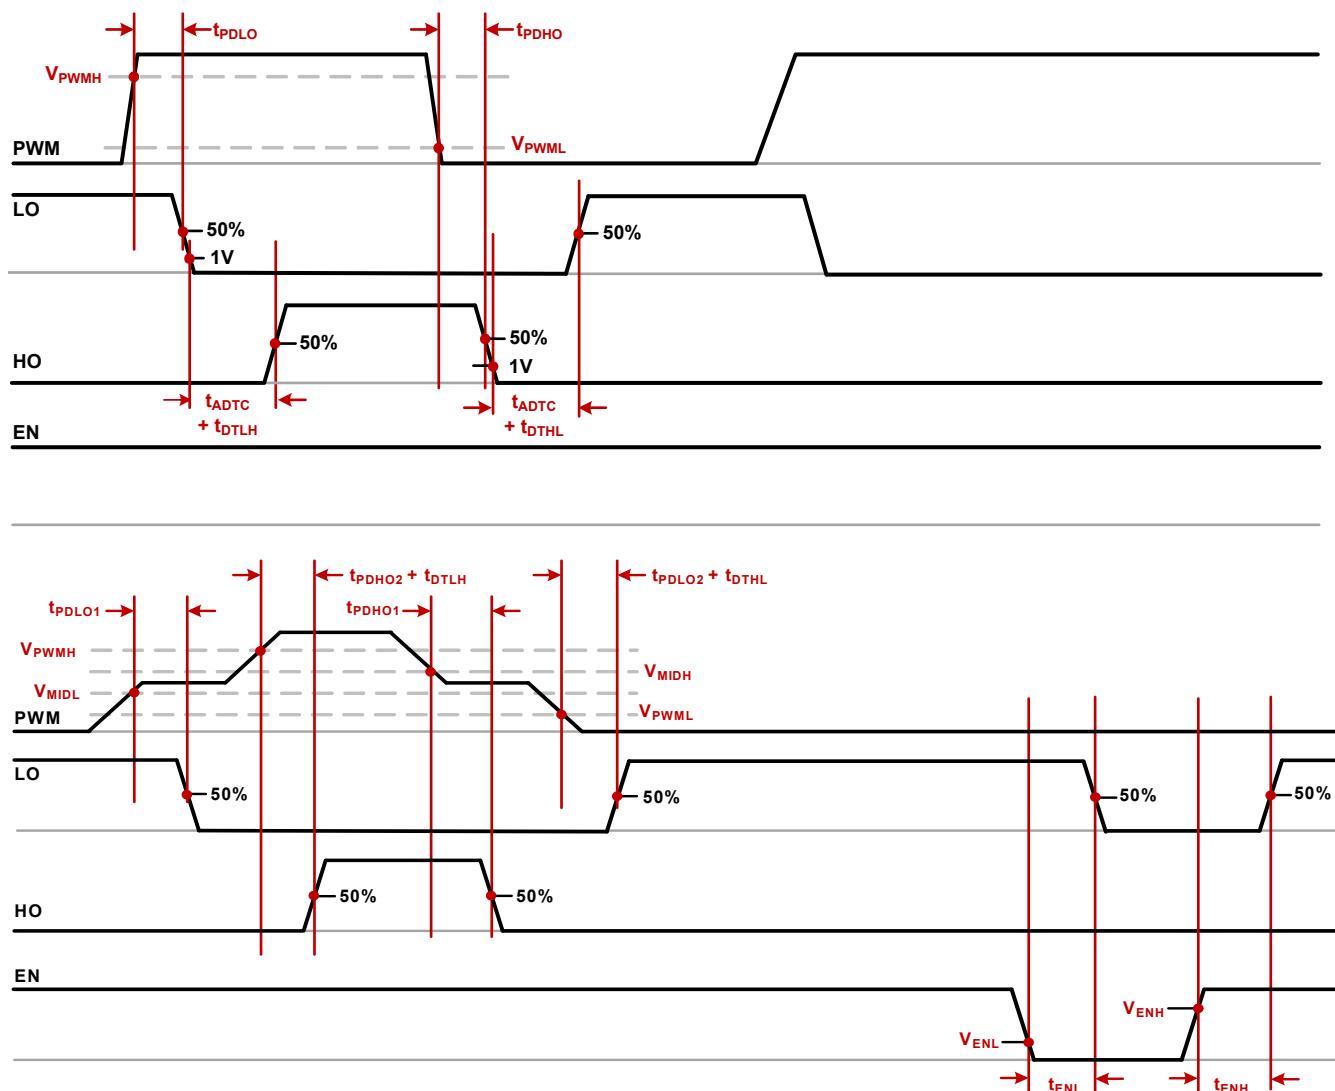 tPDLO
tPDHO
VPWMH
PWM
VPWML
LO
50%
50%
1V
50%
50%
HO
1V
tADTC
+ tDTLH
tADTC
+ tDTHL
EN
tPDHO2 + tDTLH
tPDLO2 + tDTHL
tPDLO1
tPDHO1
VPWMH
VMIDH
VMIDL
PWM
VPWML
LO
50%
50%
50%
50%
50%
50%
HO
EN
VENH
VENL
tENL
tENH